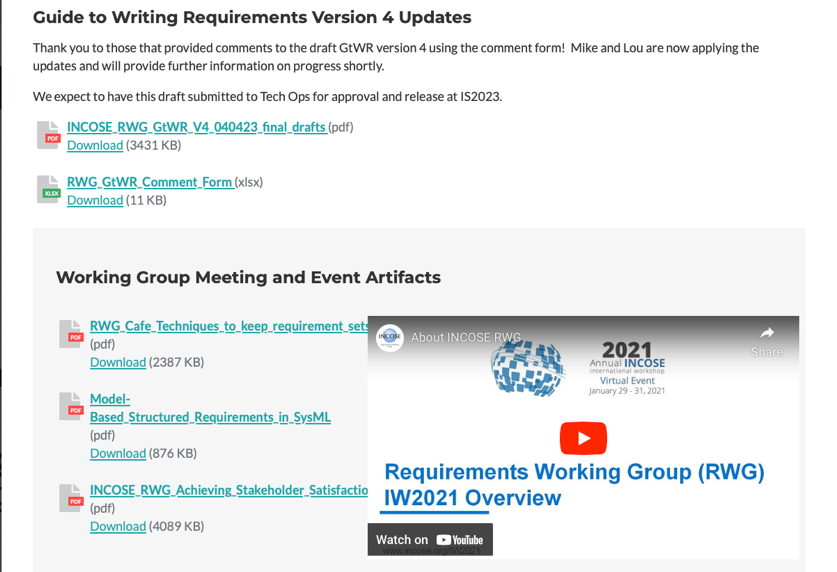 Guide to Writing Requirements Version 4 Updates
Thank you to those that provided comments to the draft GtWR version 4 using the comment form!  Mike and Lou are now applying the
updates and will provide further information on progress shortly.
We expect to have this draft submitted to Tech Ops for approval and release at IS2023.
PDF
INCOSE_RWG_GtWR_V4_040423_final_drafts (pdf)
Download (3431 KB)
XLSX
RWG_GtWR_Comment_Form (xlsx)
Download (11 KB)
Working Group Meeting and Event Artifacts
PDF
RWG_Cafe_Techniques_to_keep_requirement_sets
(pdf)
Download (2387 KB)
PDF
Model-
Based_Structured_Requirements_in_SysML
(pdf)
Download (876 KB)
PDF
INCOSE_RWG_Achieving_Stakeholder_Satisfactio
(pdf)
Download (4089 KB)
INCOSE
About INCOSE RWG
Share
2021
Annual INCOSE
international workshop
Virtual Event
January 29 - 31, 2021
Requirements Working Group (RWG)
IW2021 Overview
Watch on YouTube
www.incose.org/IW2021